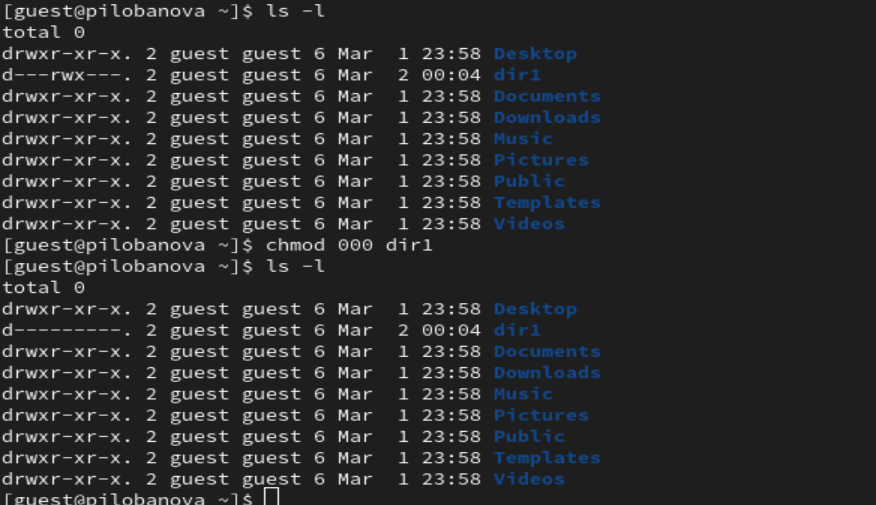 [guest@pilobanova ~]$ ls -l
total 0
drwxr-xr-x. 2 guest guest 6 Mar  1 23:58 Desktop
d---rwx---. 2 guest guest 6 Mar  2 00:04 dir1
drwxr-xr-x. 2 guest guest 6 Mar  1 23:58 Documents
drwxr-xr-x. 2 guest guest 6 Mar  1 23:58 Downloads
drwxr-xr-x. 2 guest guest 6 Mar  1 23:58 Music
drwxr-xr-x. 2 guest guest 6 Mar  1 23:58 Pictures
drwxr-xr-x. 2 guest guest 6 Mar  1 23:58 Public
drwxr-xr-x. 2 guest guest 6 Mar  1 23:58 Templates
drwxr-xr-x. 2 guest guest 6 Mar  1 23:58 Videos
[guest@pilobanova ~]$ chmod 000 dir1
[guest@pilobanova ~]$ ls -l
total 0
drwxr-xr-x. 2 guest guest 6 Mar  1 23:58 Desktop
d---------. 2 guest guest 6 Mar  2 00:04 dir1
drwxr-xr-x. 2 guest guest 6 Mar  1 23:58 Documents
drwxr-xr-x. 2 guest guest 6 Mar  1 23:58 Downloads
drwxr-xr-x. 2 guest guest 6 Mar  1 23:58 Music
drwxr-xr-x. 2 guest guest 6 Mar  1 23:58 Pictures
drwxr-xr-x. 2 guest guest 6 Mar  1 23:58 Public
drwxr-xr-x. 2 guest guest 6 Mar  1 23:58 Templates
drwxr-xr-x. 2 guest guest 6 Mar  1 23:58 Videos
[guest@pilobanova ~]$